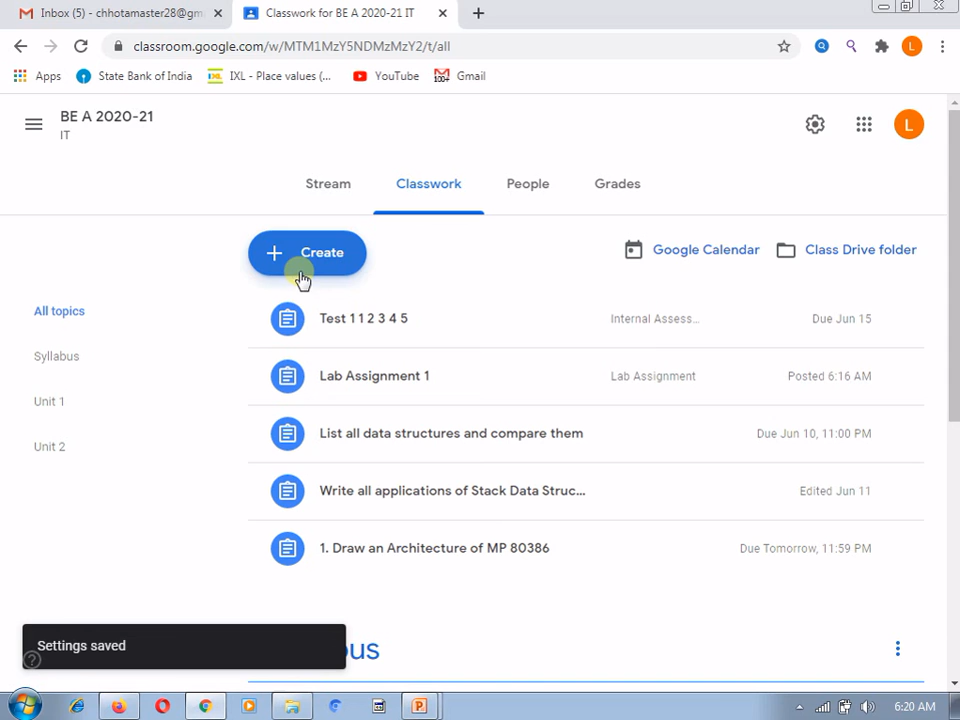 Inbox (5) - chhotamaster28@gm
Classwork for BE A 2020-21 IT
classroom.google.com/w/MTM1MzY5NDMzMzY2/t/all
L
Apps
State Bank of India
IXL - Place values (...
YouTube
100+
Gmail
BE A 2020-21
IT
L
Stream
Classwork
People
Grades
Create
Google Calendar
Class Drive folder
All topics
Syllabus
Unit 1
Unit 2
Test 1 1 2 3 4 5
Internal Assess...
Due Jun 15
Lab Assignment 1
Lab Assignment
Posted 6:16 AM
List all data structures and compare them
Due Jun 10, 11:00 PM
Write all applications of Stack Data Struc...
Edited Jun 11
1. Draw an Architecture of MP 80386
Due Tomorrow, 11:59 PM
Settings saved
6:20 AM